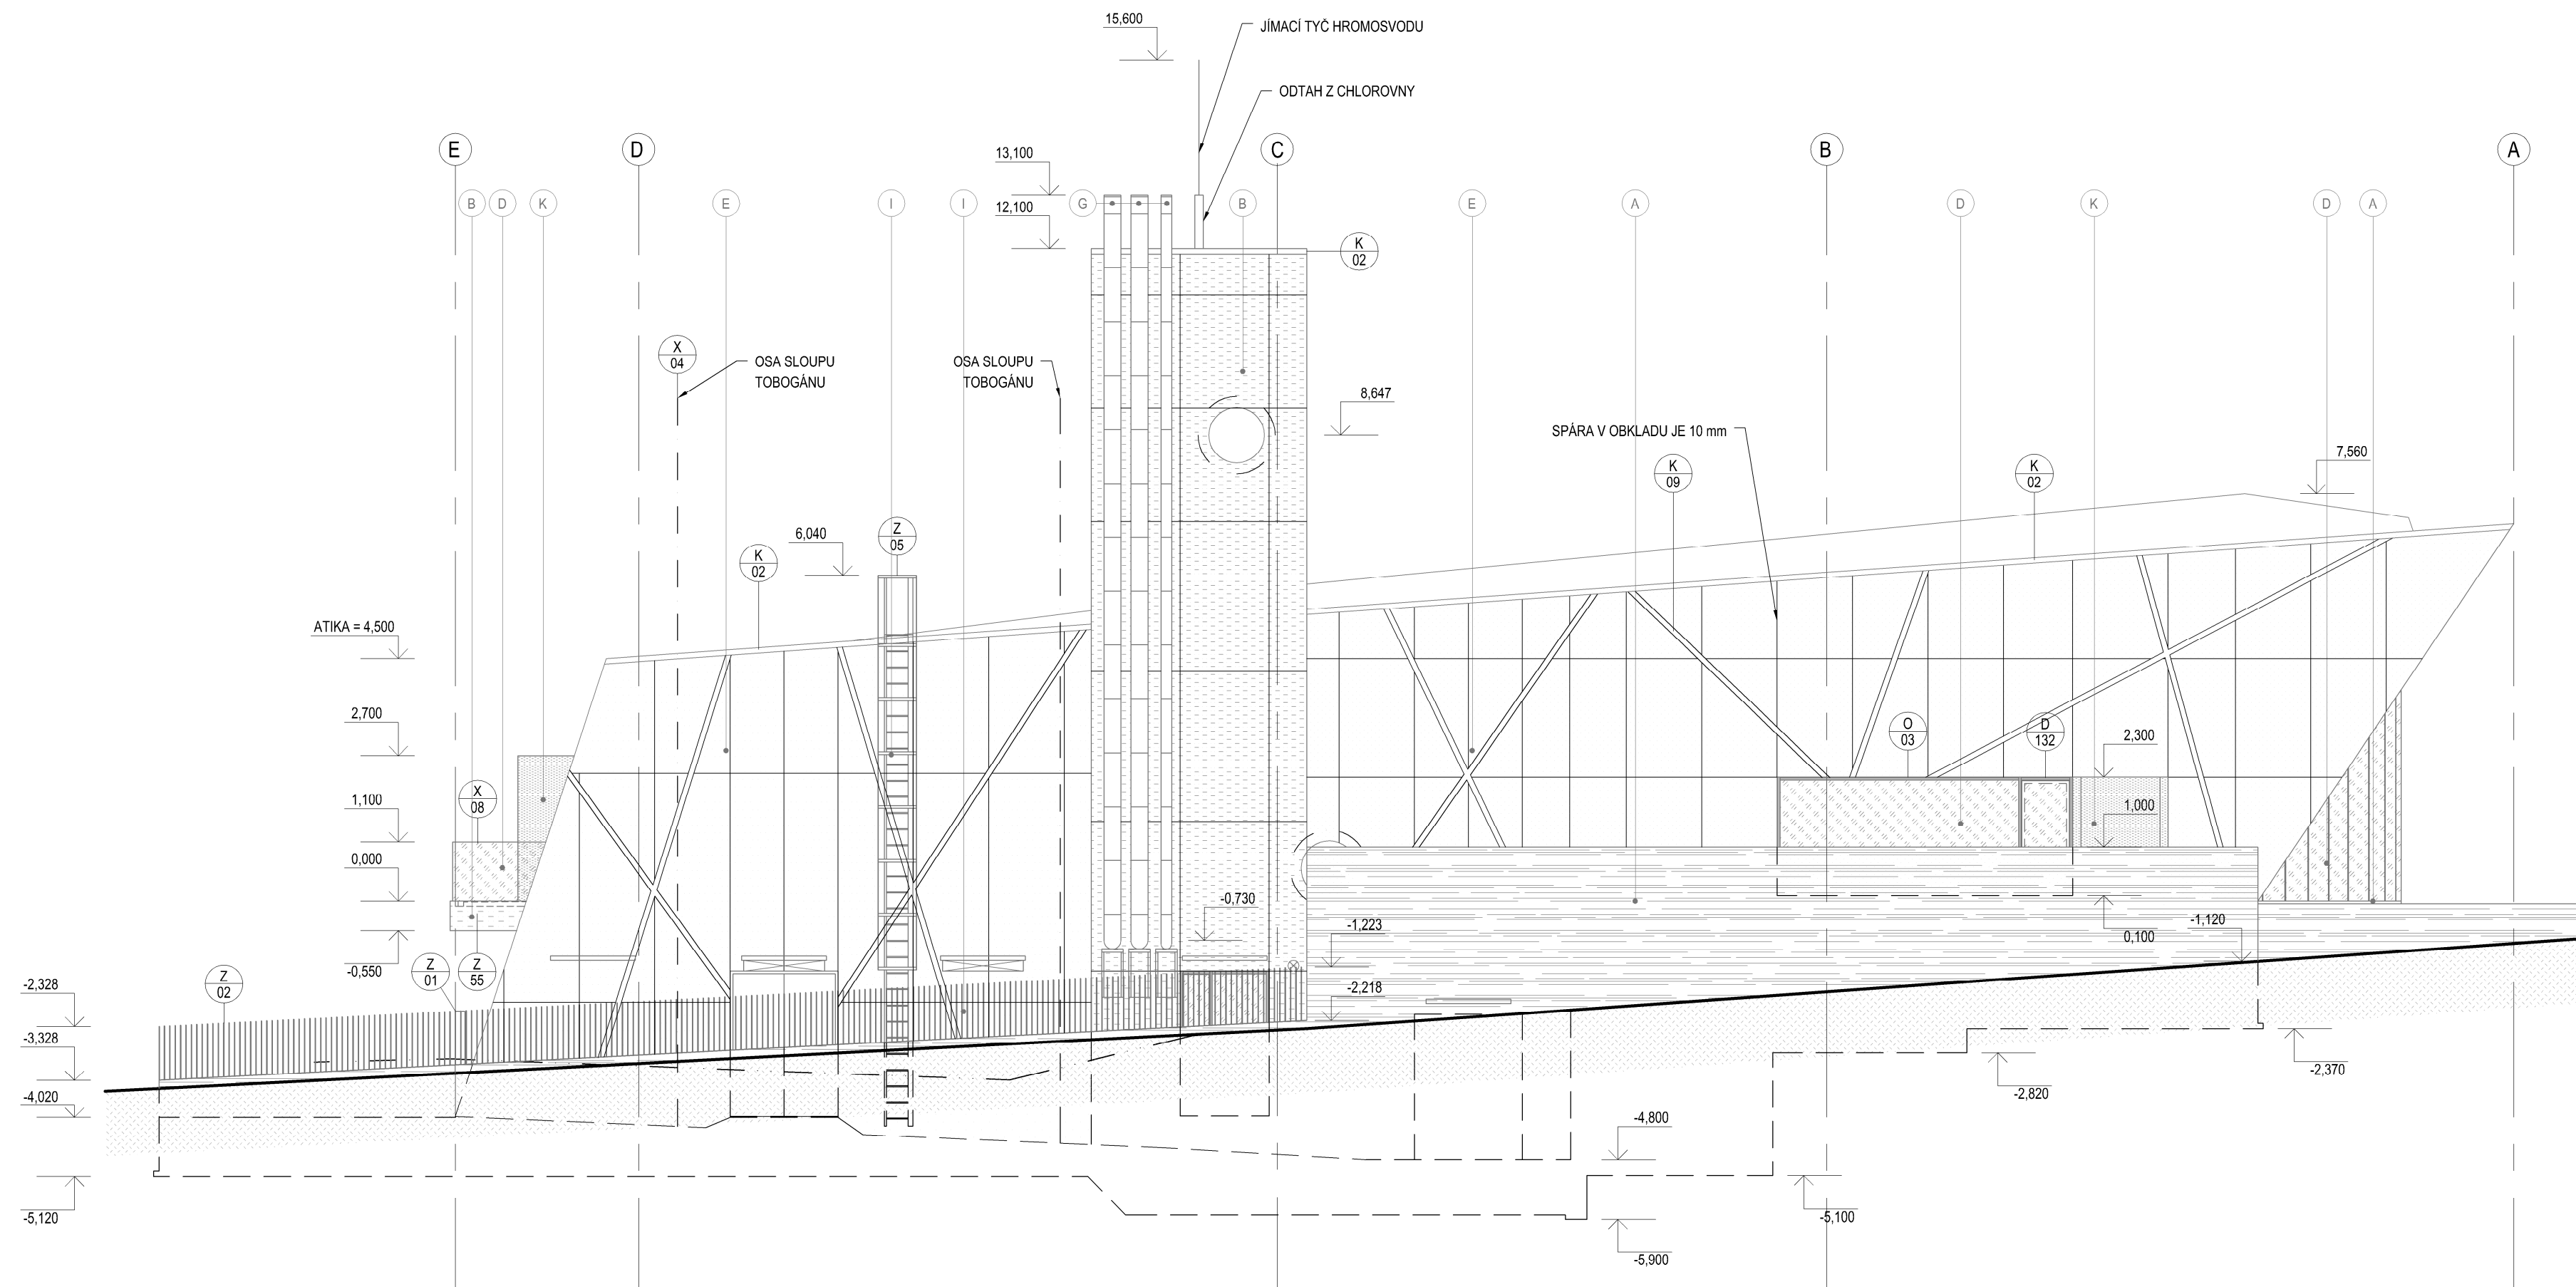 15,600
JÍMACÍ TYČ HROMOSVODU
ODTAH Z CHLOROVNY
E
D
13,100
C
B
A
B
D
K
E
I
I
12,100
G
B
E
A
D
K
D
A
K
02
X
04
OSA SLOUPU
TOBOGÁNU
OSA SLOUPU
TOBOGÁNU
8,647
SPÁRA V OBKLADU JE 10 mm
K
09
K
02
7,560
6,040
Z
05
K
02
ATIKA = 4,500
2,700
O
03
D
132
2,300
X
08
1,100
1,000
0,000
-0,730
-1,223
-1,120
0,100
-0,550
Z
01
Z
55
Z
02
-2,328
-2,218
-3,328
-2,370
-4,020
-2,820
-4,800
-5,120
-5,100
-5,900